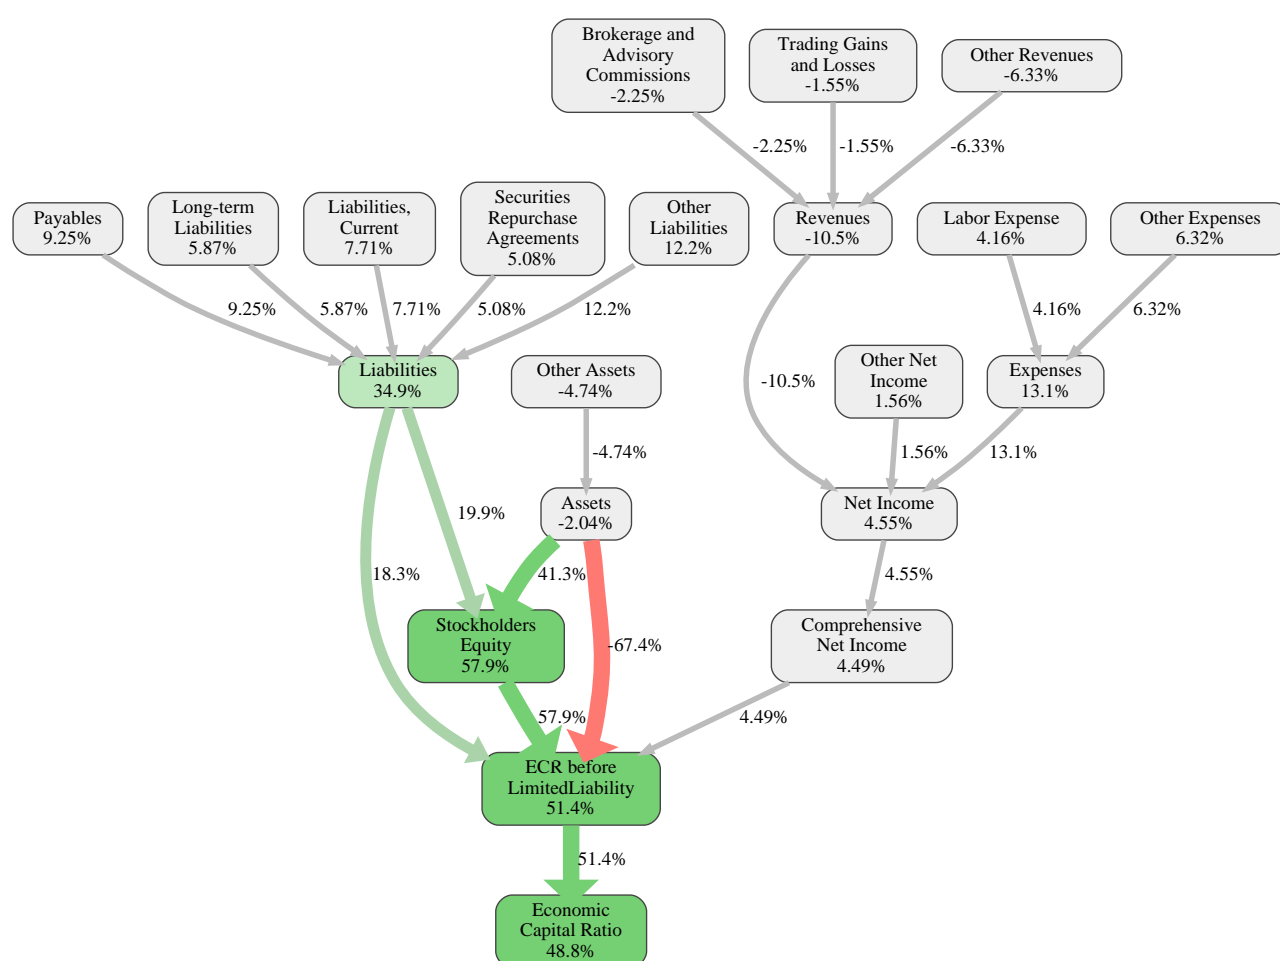 Brokerage and
Advisory
Commissions
-2.25%
Trading Gains
and Losses
-1.55%
Other Revenues
-6.33%
-2.25%
-1.55%
-6.33%
Payables
9.25%
Long-term
Liabilities
5.87%
Liabilities,
Current
7.71%
Securities
Repurchase
Agreements
5.08%
Other
Liabilities
12.2%
Revenues
-10.5%
Labor Expense
4.16%
Other Expenses
6.32%
9.25%
5.87%
7.71%
5.08%
12.2%
4.16%
6.32%
Liabilities
34.9%
Other Assets
-4.74%
-10.5%
Other Net
Income
1.56%
Expenses
13.1%
-4.74%
1.56%
13.1%
19.9%
Assets
-2.04%
Net Income
4.55%
18.3%
41.3%
4.55%
Stockholders
Equity
57.9%
-67.4%
Comprehensive
Net Income
4.49%
57.9%
4.49%
ECR before
LimitedLiability
51.4%
51.4%
Economic
Capital Ratio
48.8%